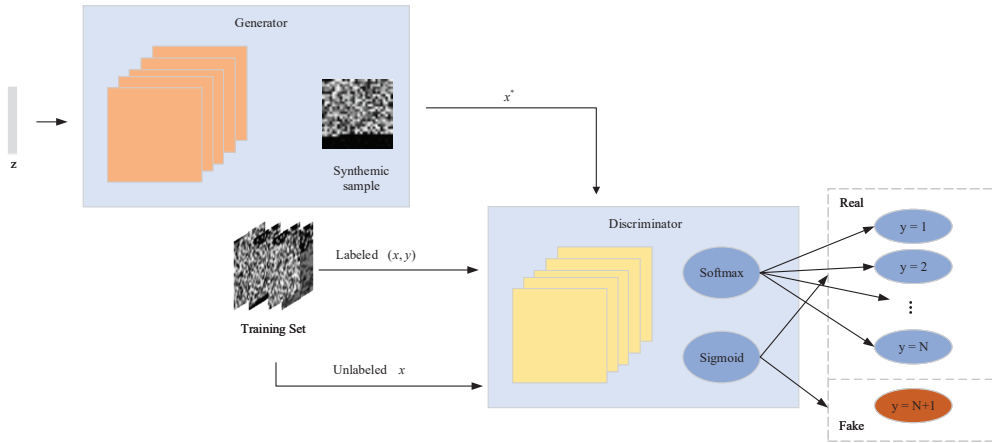 Generator
z
x*
Synthemic
sample
Discriminator
Real
y = 1
Labeled (x, y)
Softmax
y = 2
⋮
Training Set
Sigmoid
y = N
Unlabeled x
y = N+1
Fake